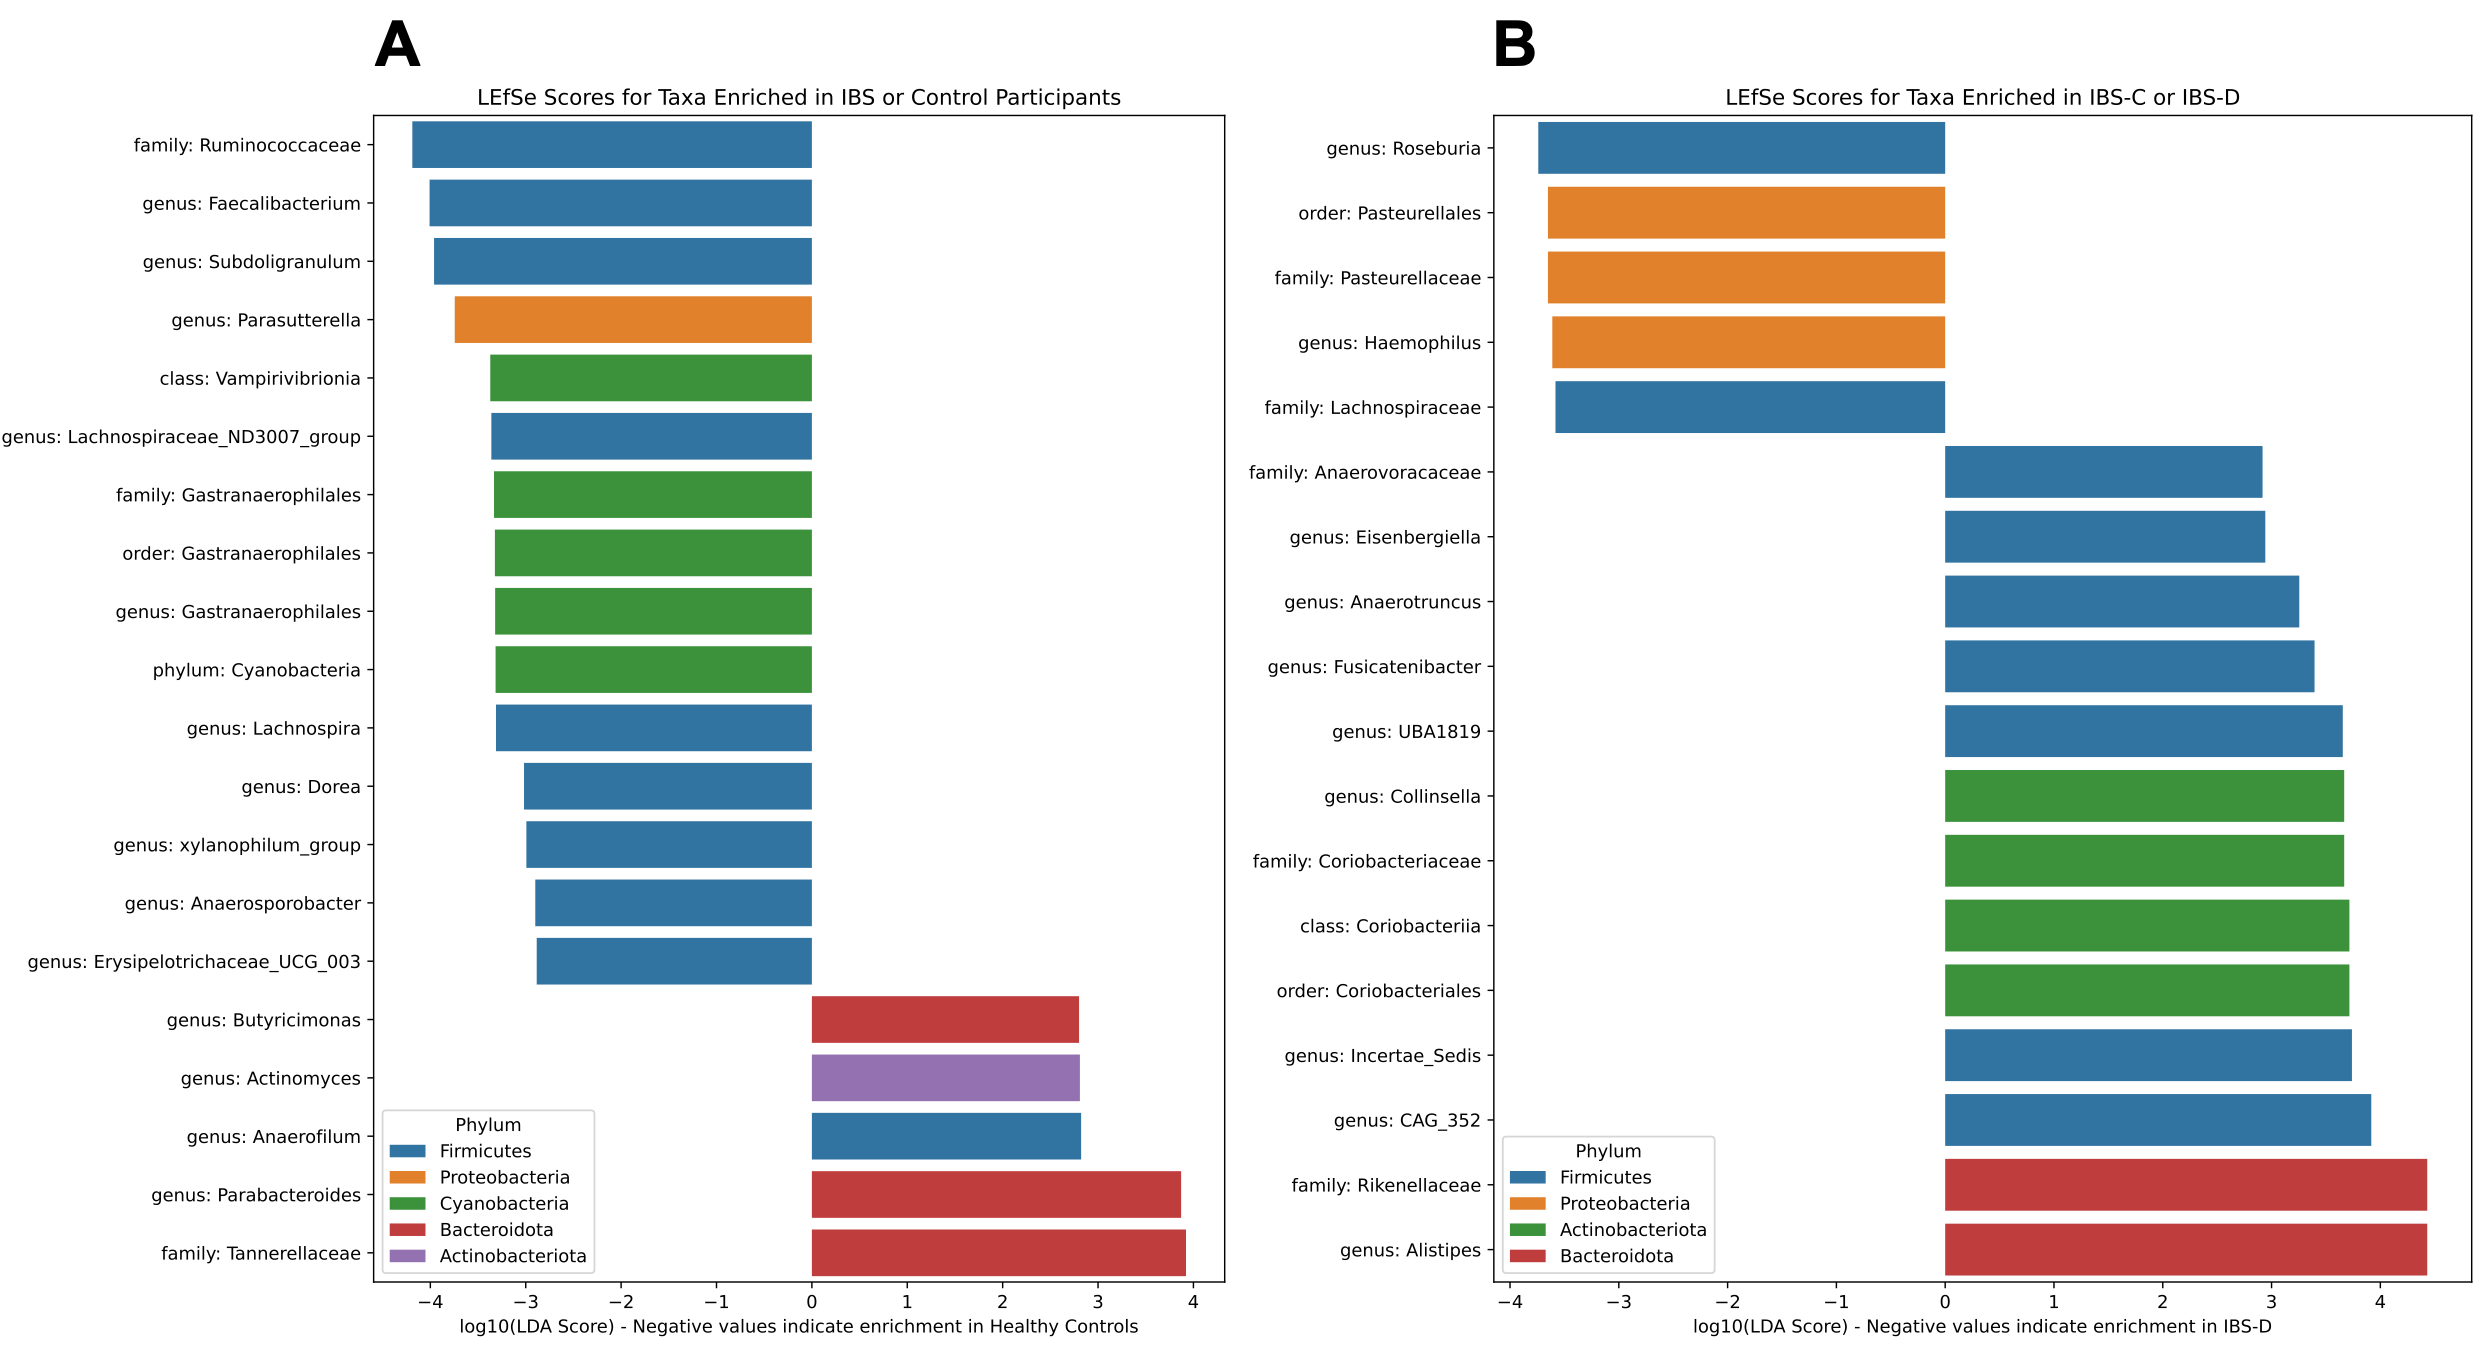 A
LEfSe Scores for Taxa Enriched in IBS or Control Participants
family: Ruminococcaceae
genus: Faecalibacterium
genus: Subdoligranulum
genus: Parasutterella
class: Vampirivibrionia
genus: Lachnospiraceae_ND3007_group
family: Gastranaerophilales
order: Gastranaerophilales
genus: Gastranaerophilales
phylum: Cyanobacteria
genus: Lachnospira
genus: Dorea
genus: xylanophilum_group
genus: Anaerosporobacter
genus: Erysipelotrichaceae_UCG_003
genus: Butyricimonas
genus: Actinomyces
genus: Anaerofilum
genus: Parabacteroides
family: Tannerellaceae
Phylum
Firmicutes
Proteobacteria
Cyanobacteria
Bacteroidota
Actinobacteriota
−4 −3 −2 −1 0 1 2 3 4
log10(LDA Score) - Negative values indicate enrichment in Healthy Controls
B
LEfSe Scores for Taxa Enriched in IBS-C or IBS-D
genus: Roseburia
order: Pasteurellales
family: Pasteurellaceae
genus: Haemophilus
family: Lachnospiraceae
family: Anaerovoracaceae
genus: Eisenbergiella
genus: Anaerotruncus
genus: Fusicatenibacter
genus: UBA1819
genus: Collinsella
family: Coriobacteriaceae
class: Coriobacteriia
order: Coriobacteriales
genus: Incertae_Sedis
genus: CAG_352
family: Rikenellaceae
genus: Alistipes
Phylum
Firmicutes
Proteobacteria
Actinobacteriota
Bacteroidota
−4 −3 −2 −1 0 1 2 3 4
log10(LDA Score) - Negative values indicate enrichment in IBS-D